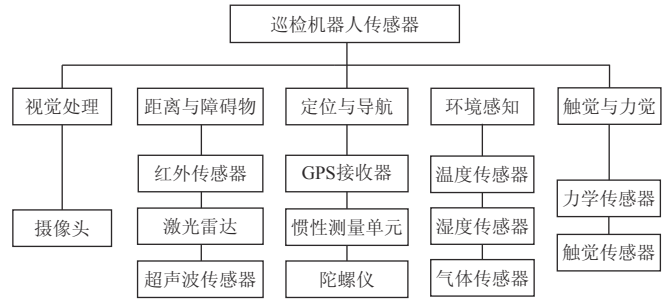 巡检机器人传感器
视觉处理
距离与障碍物
定位与导航
环境感知
触觉与力觉
摄像头
红外传感器
激光雷达
超声波传感器
GPS接收器
惯性测量单元
陀螺仪
温度传感器
湿度传感器
气体传感器
力学传感器
触觉传感器